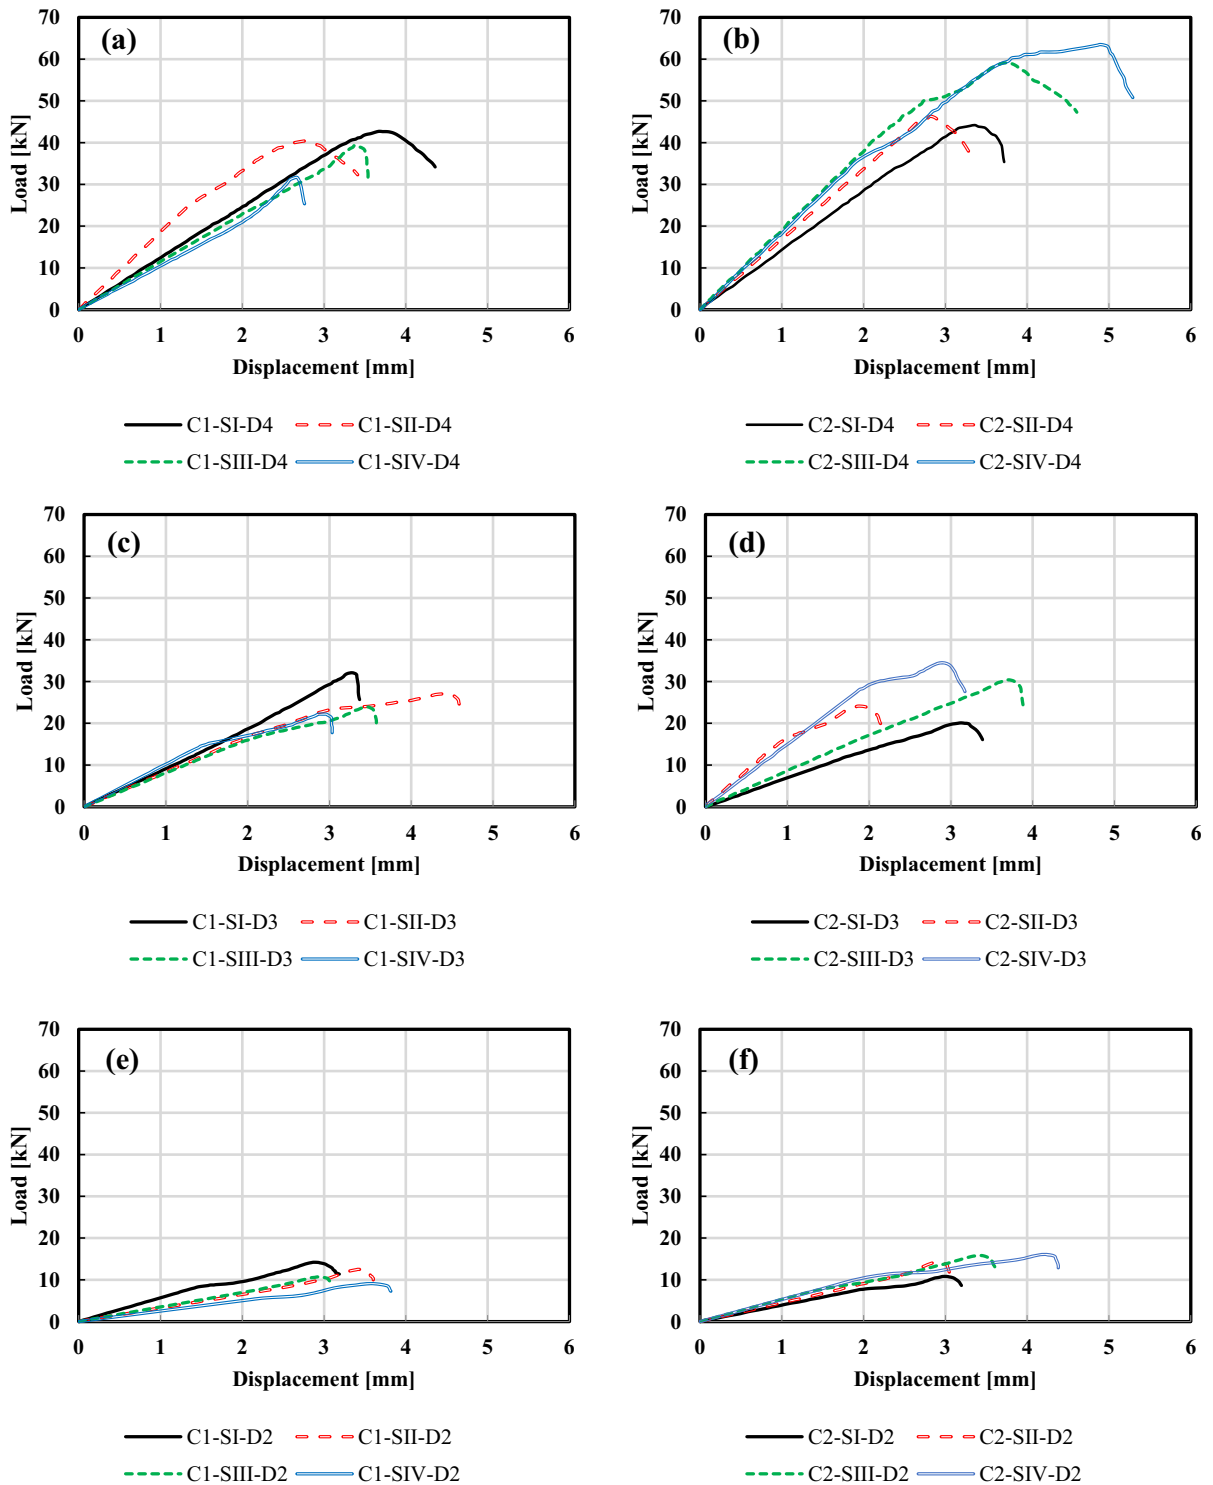 (a)
70
60
50
40
30
20
10
0
Load [kN]
0 1 2 3 4 5 6
Displacement [mm]
C1-SI-D4 C1-SII-D4
C1-SIII-D4 C1-SIV-D4
(b)
70
60
50
40
30
20
10
0
Load [kN]
0 1 2 3 4 5 6
Displacement [mm]
C2-SI-D4 C2-SII-D4
C2-SIII-D4 C2-SIV-D4
(c)
70
60
50
40
30
20
10
0
Load [kN]
0 1 2 3 4 5 6
Displacement [mm]
C1-SI-D3 C1-SII-D3
C1-SIII-D3 C1-SIV-D3
(d)
70
60
50
40
30
20
10
0
Load [kN]
0 1 2 3 4 5 6
Displacement [mm]
C2-SI-D3 C2-SII-D3
C2-SIII-D3 C2-SIV-D3
(e)
70
60
50
40
30
20
10
0
Load [kN]
0 1 2 3 4 5 6
Displacement [mm]
C1-SI-D2 C1-SII-D2
C1-SIII-D2 C1-SIV-D2
(f)
70
60
50
40
30
20
10
0
Load [kN]
0 1 2 3 4 5 6
Displacement [mm]
C2-SI-D2 C2-SII-D2
C2-SIII-D2 C2-SIV-D2